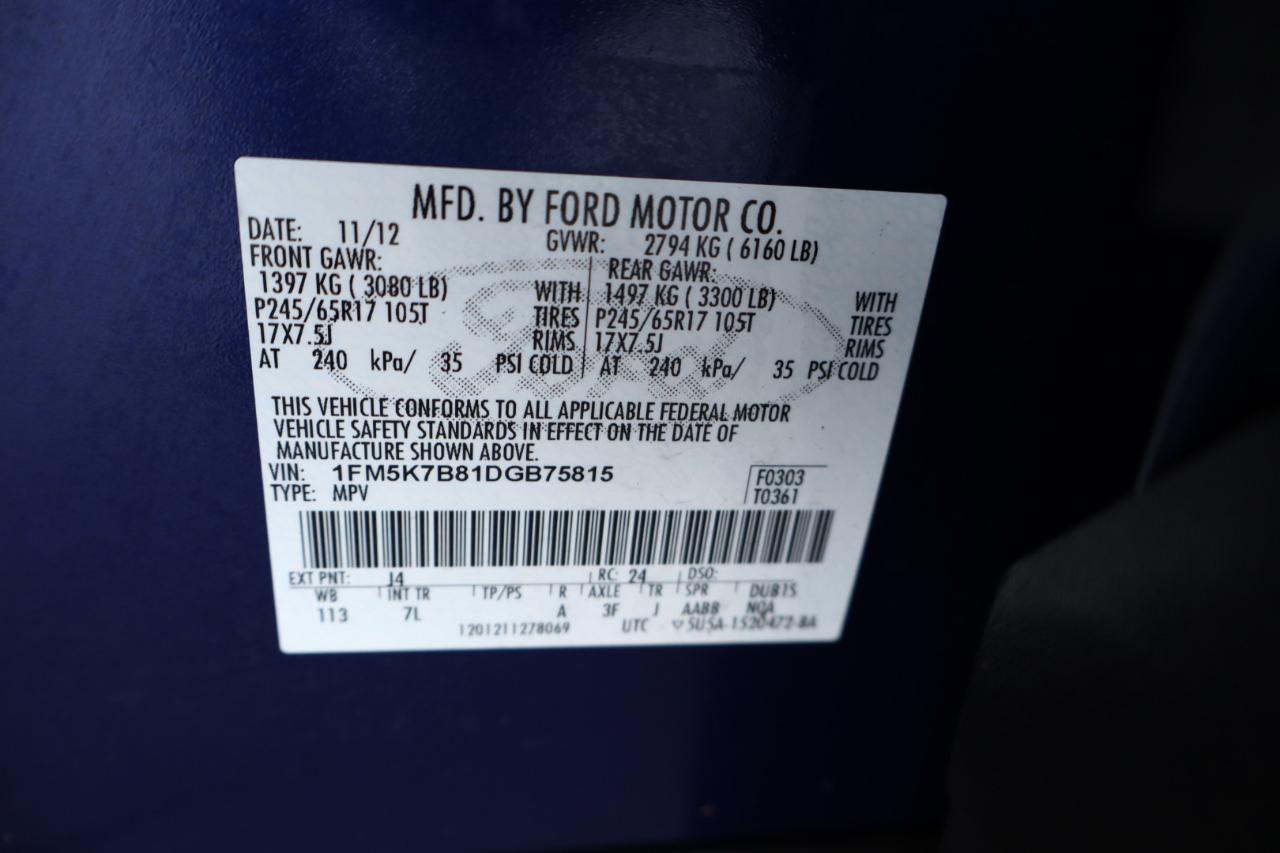 MFD. BY FORD MOTOR CO.
DATE: 11/12 GVWR: 2794 KG ( 6160 LB)
FRONT GAWR: REAR GAWR:
1397 KG ( 3080 LB) WITH 1497 KG ( 3300 LB) WITH
P245/65R17 105T TIRES P245/65R17 105T TIRES
17X7.5J RIMS 17X7.5J RIMS
AT 240 kPa/ 35 PSI COLD AT 240 kPa/ 35 PSI COLD
Ford
THIS VEHICLE CONFORMS TO ALL APPLICABLE FEDERAL MOTOR
VEHICLE SAFETY STANDARDS IN EFFECT ON THE DATE OF
MANUFACTURE SHOWN ABOVE.
VIN: 1FM5K7B81DGB75815 F0303
TYPE: MPV T0361
EXT PNT: J4 RC: 24 DSO:
WB INT TR TP/PS R AXLE TR SPR
113 7L A 3F J AABB
1201211278069 UTC